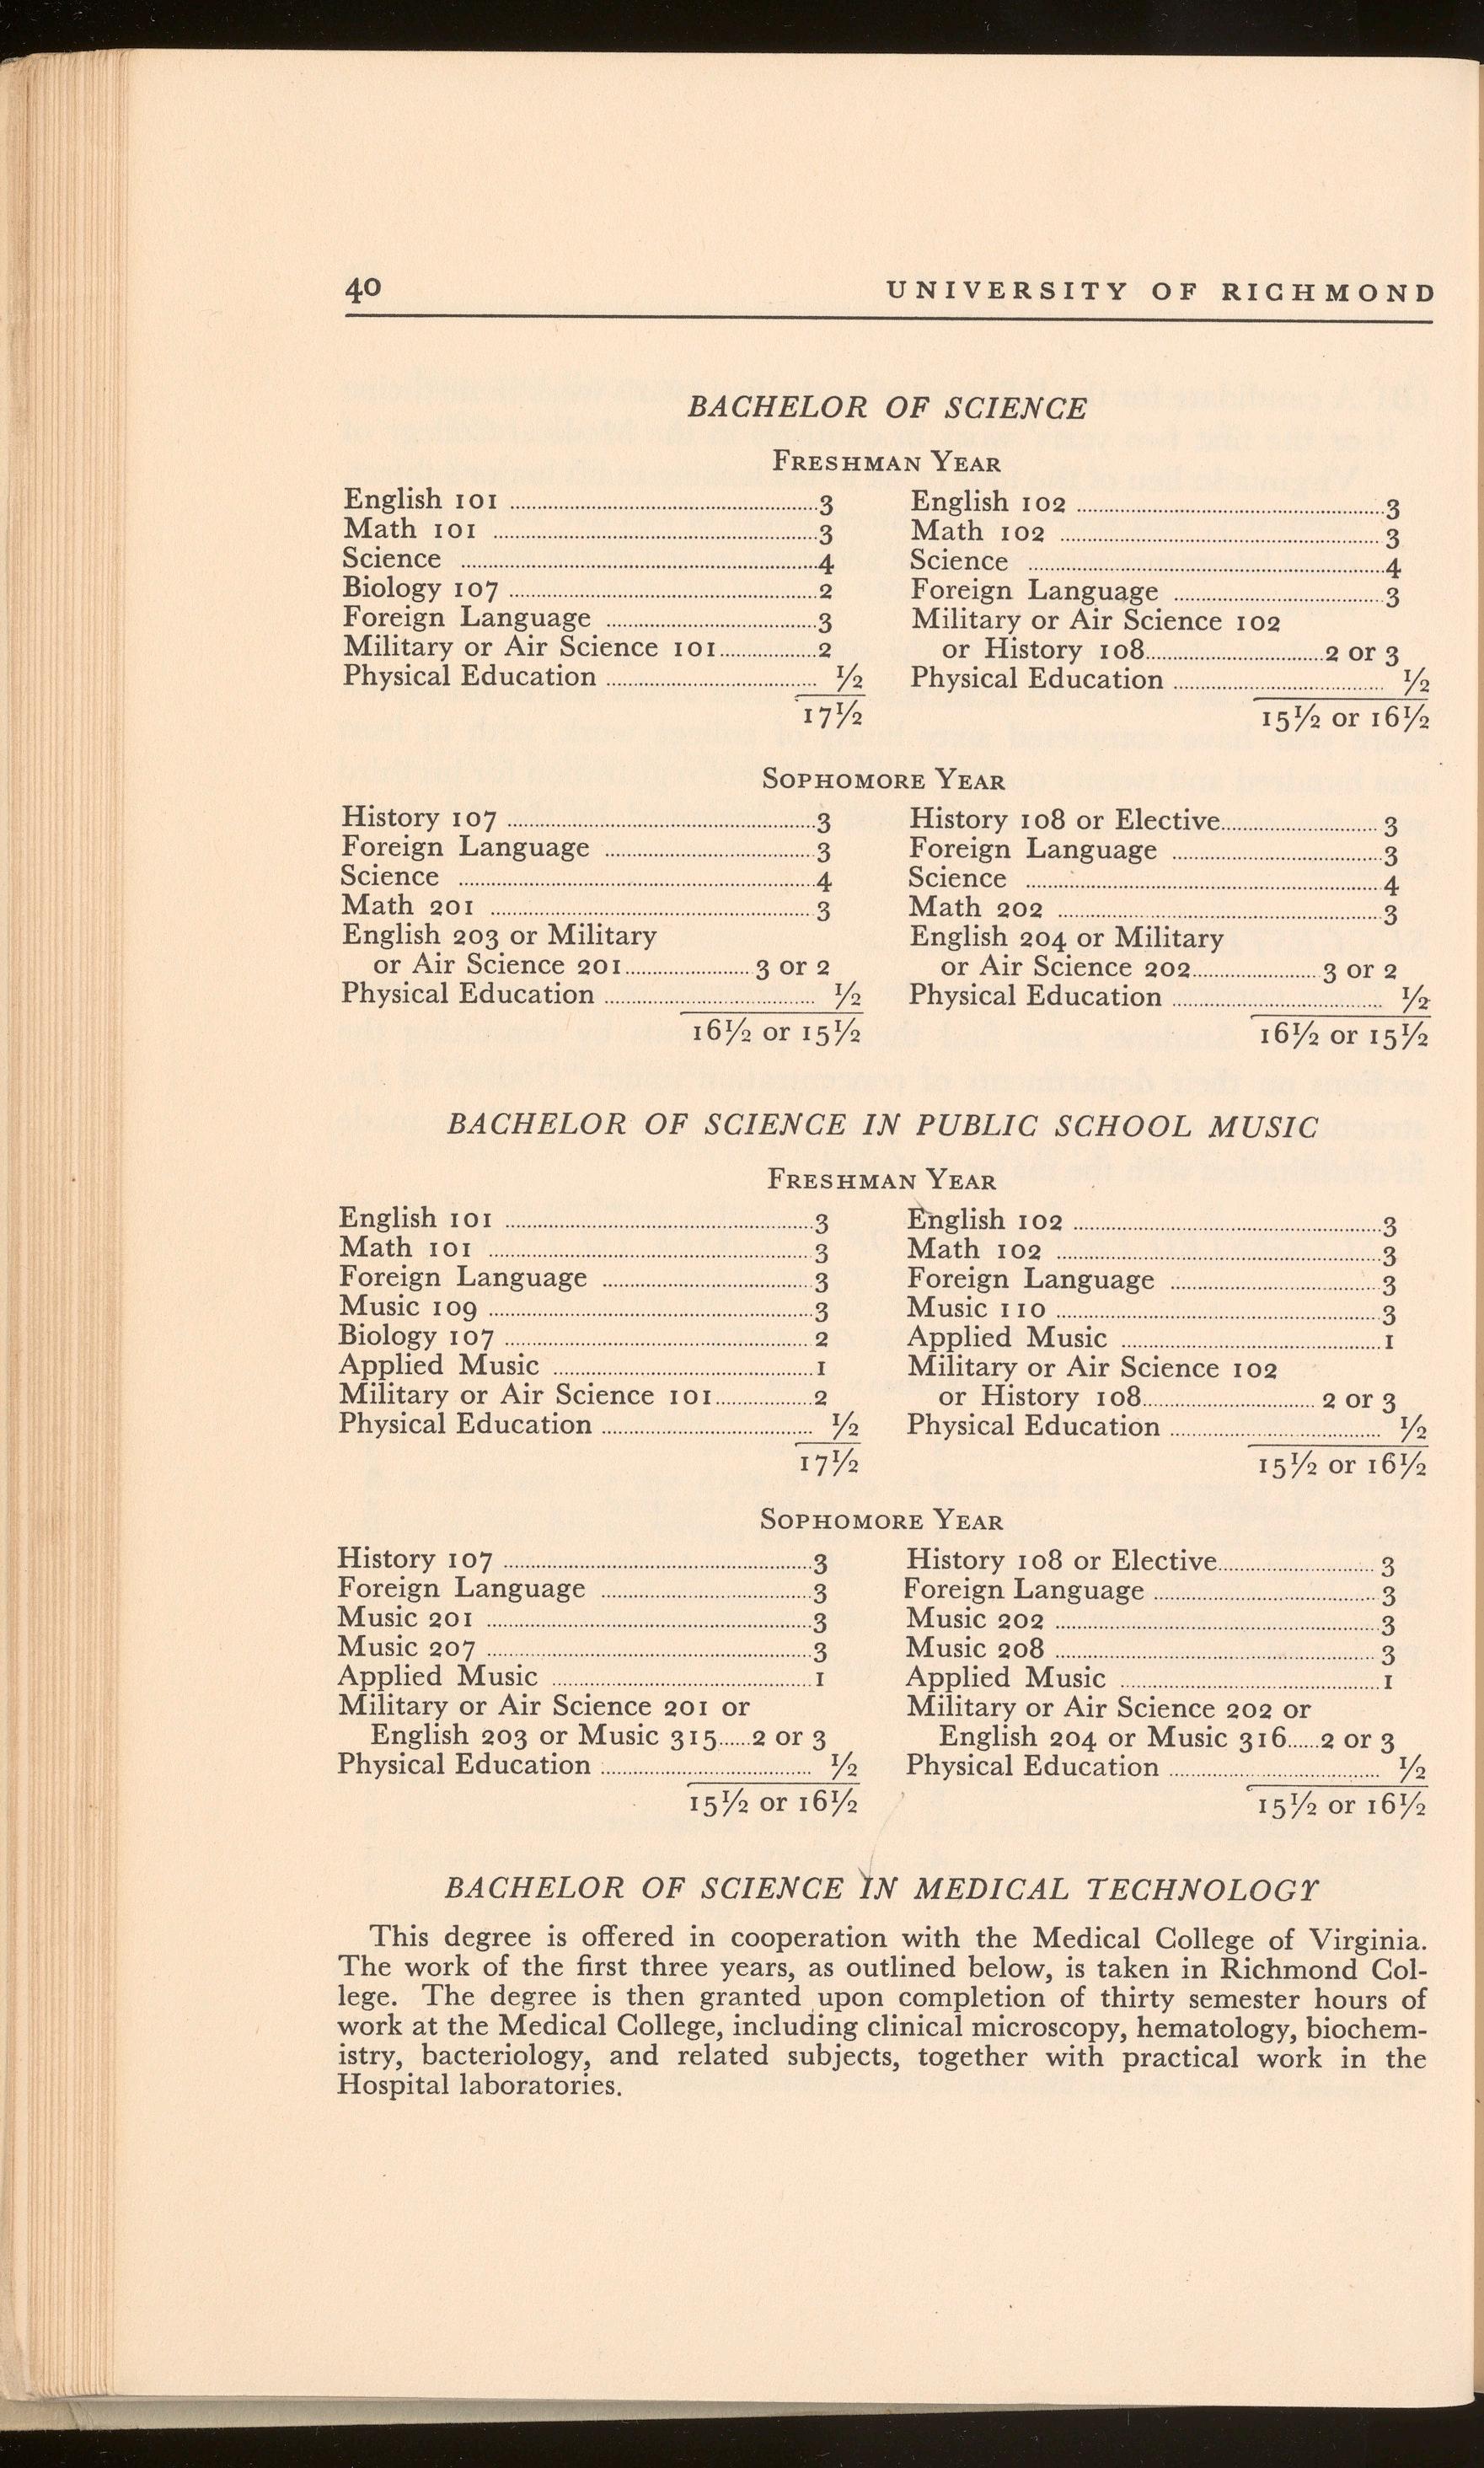 40 UNIVERSITY OF RICHMOND
BACHELOR OF SCIENCE
FRESHMAN YEAR
English 101 ........ 3
Math 101 ........ 3
Science ........ 4
Biology 107 ........ 2
Foreign Language ........ 3
Military or Air Science 101 ........ 2
Physical Education ........ ½
17½
English 102 ........ 3
Math 102 ........ 3
Science ........ 4
Foreign Language ........ 3
Military or Air Science 102
or History 108 ........ 2 or 3
Physical Education ........ ½
15½ or 16½
SOPHOMORE YEAR
History 107 ........ 3
Foreign Language ........ 3
Science ........ 4
Math 201 ........ 3
English 203 or Military
or Air Science 201 ........ 3 or 2
Physical Education ........ ½
16½ or 15½
History 108 or Elective ........ 3
Foreign Language ........ 3
Science ........ 4
Math 202 ........ 3
English 204 or Military
or Air Science 202 ........ 3 or 2
Physical Education ........ ½
16½ or 15½
BACHELOR OF SCIENCE IN PUBLIC SCHOOL MUSIC
FRESHMAN YEAR
English 101 ........ 3
Math 101 ........ 3
Foreign Language ........ 3
Music 109 ........ 3
Biology 107 ........ 2
Applied Music ........ 1
Military or Air Science 101 ........ 2
Physical Education ........ ½
17½
English 102 ........ 3
Math 102 ........ 3
Foreign Language ........ 3
Music 110 ........ 3
Applied Music ........ 1
Military or Air Science 102
or History 108 ........ 2 or 3
Physical Education ........ ½
15½ or 16½
SOPHOMORE YEAR
History 107 ........ 3
Foreign Language ........ 3
Music 201 ........ 3
Music 207 ........ 3
Applied Music ........ 1
Military or Air Science 201 or
English 203 or Music 315 ...... 2 or 3
Physical Education ........ ½
15½ or 16½
History 108 or Elective ........ 3
Foreign Language ........ 3
Music 202 ........ 3
Music 208 ........ 3
Applied Music ........ 1
Military or Air Science 202 or
English 204 or Music 316 ...... 2 or 3
Physical Education ........ ½
15½ or 16½
BACHELOR OF SCIENCE IN MEDICAL TECHNOLOGY
This degree is offered in cooperation with the Medical College of Virginia.
The work of the first three years, as outlined below, is taken in Richmond Col-
lege. The degree is then granted upon completion of thirty semester hours of
work at the Medical College, including clinical microscopy, hematology, biochem-
istry, bacteriology, and related subjects, together with practical work in the
Hospital laboratories.